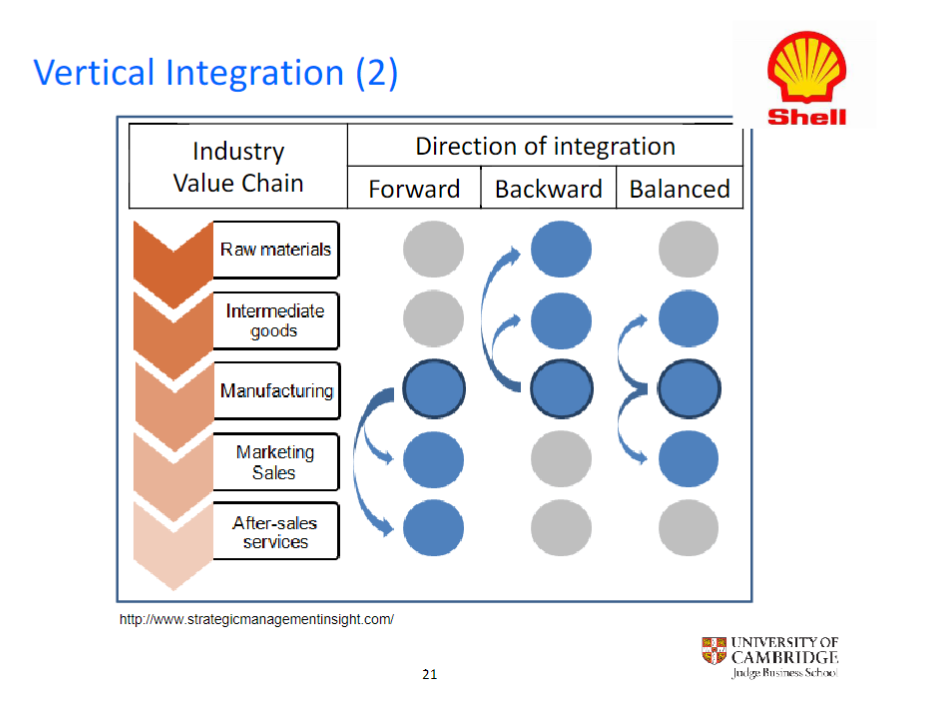 Vertical Integration (2)
Shell
Industry
Value Chain
Direction of integration
Forward
Backward
Balanced
Raw materials
Intermediate
goods
Manufacturing
Marketing
Sales
After-sales
services
http://www.strategicmanagementinsight.com/
21
UNIVERSITY OF
CAMBRIDGE
Judge Business School